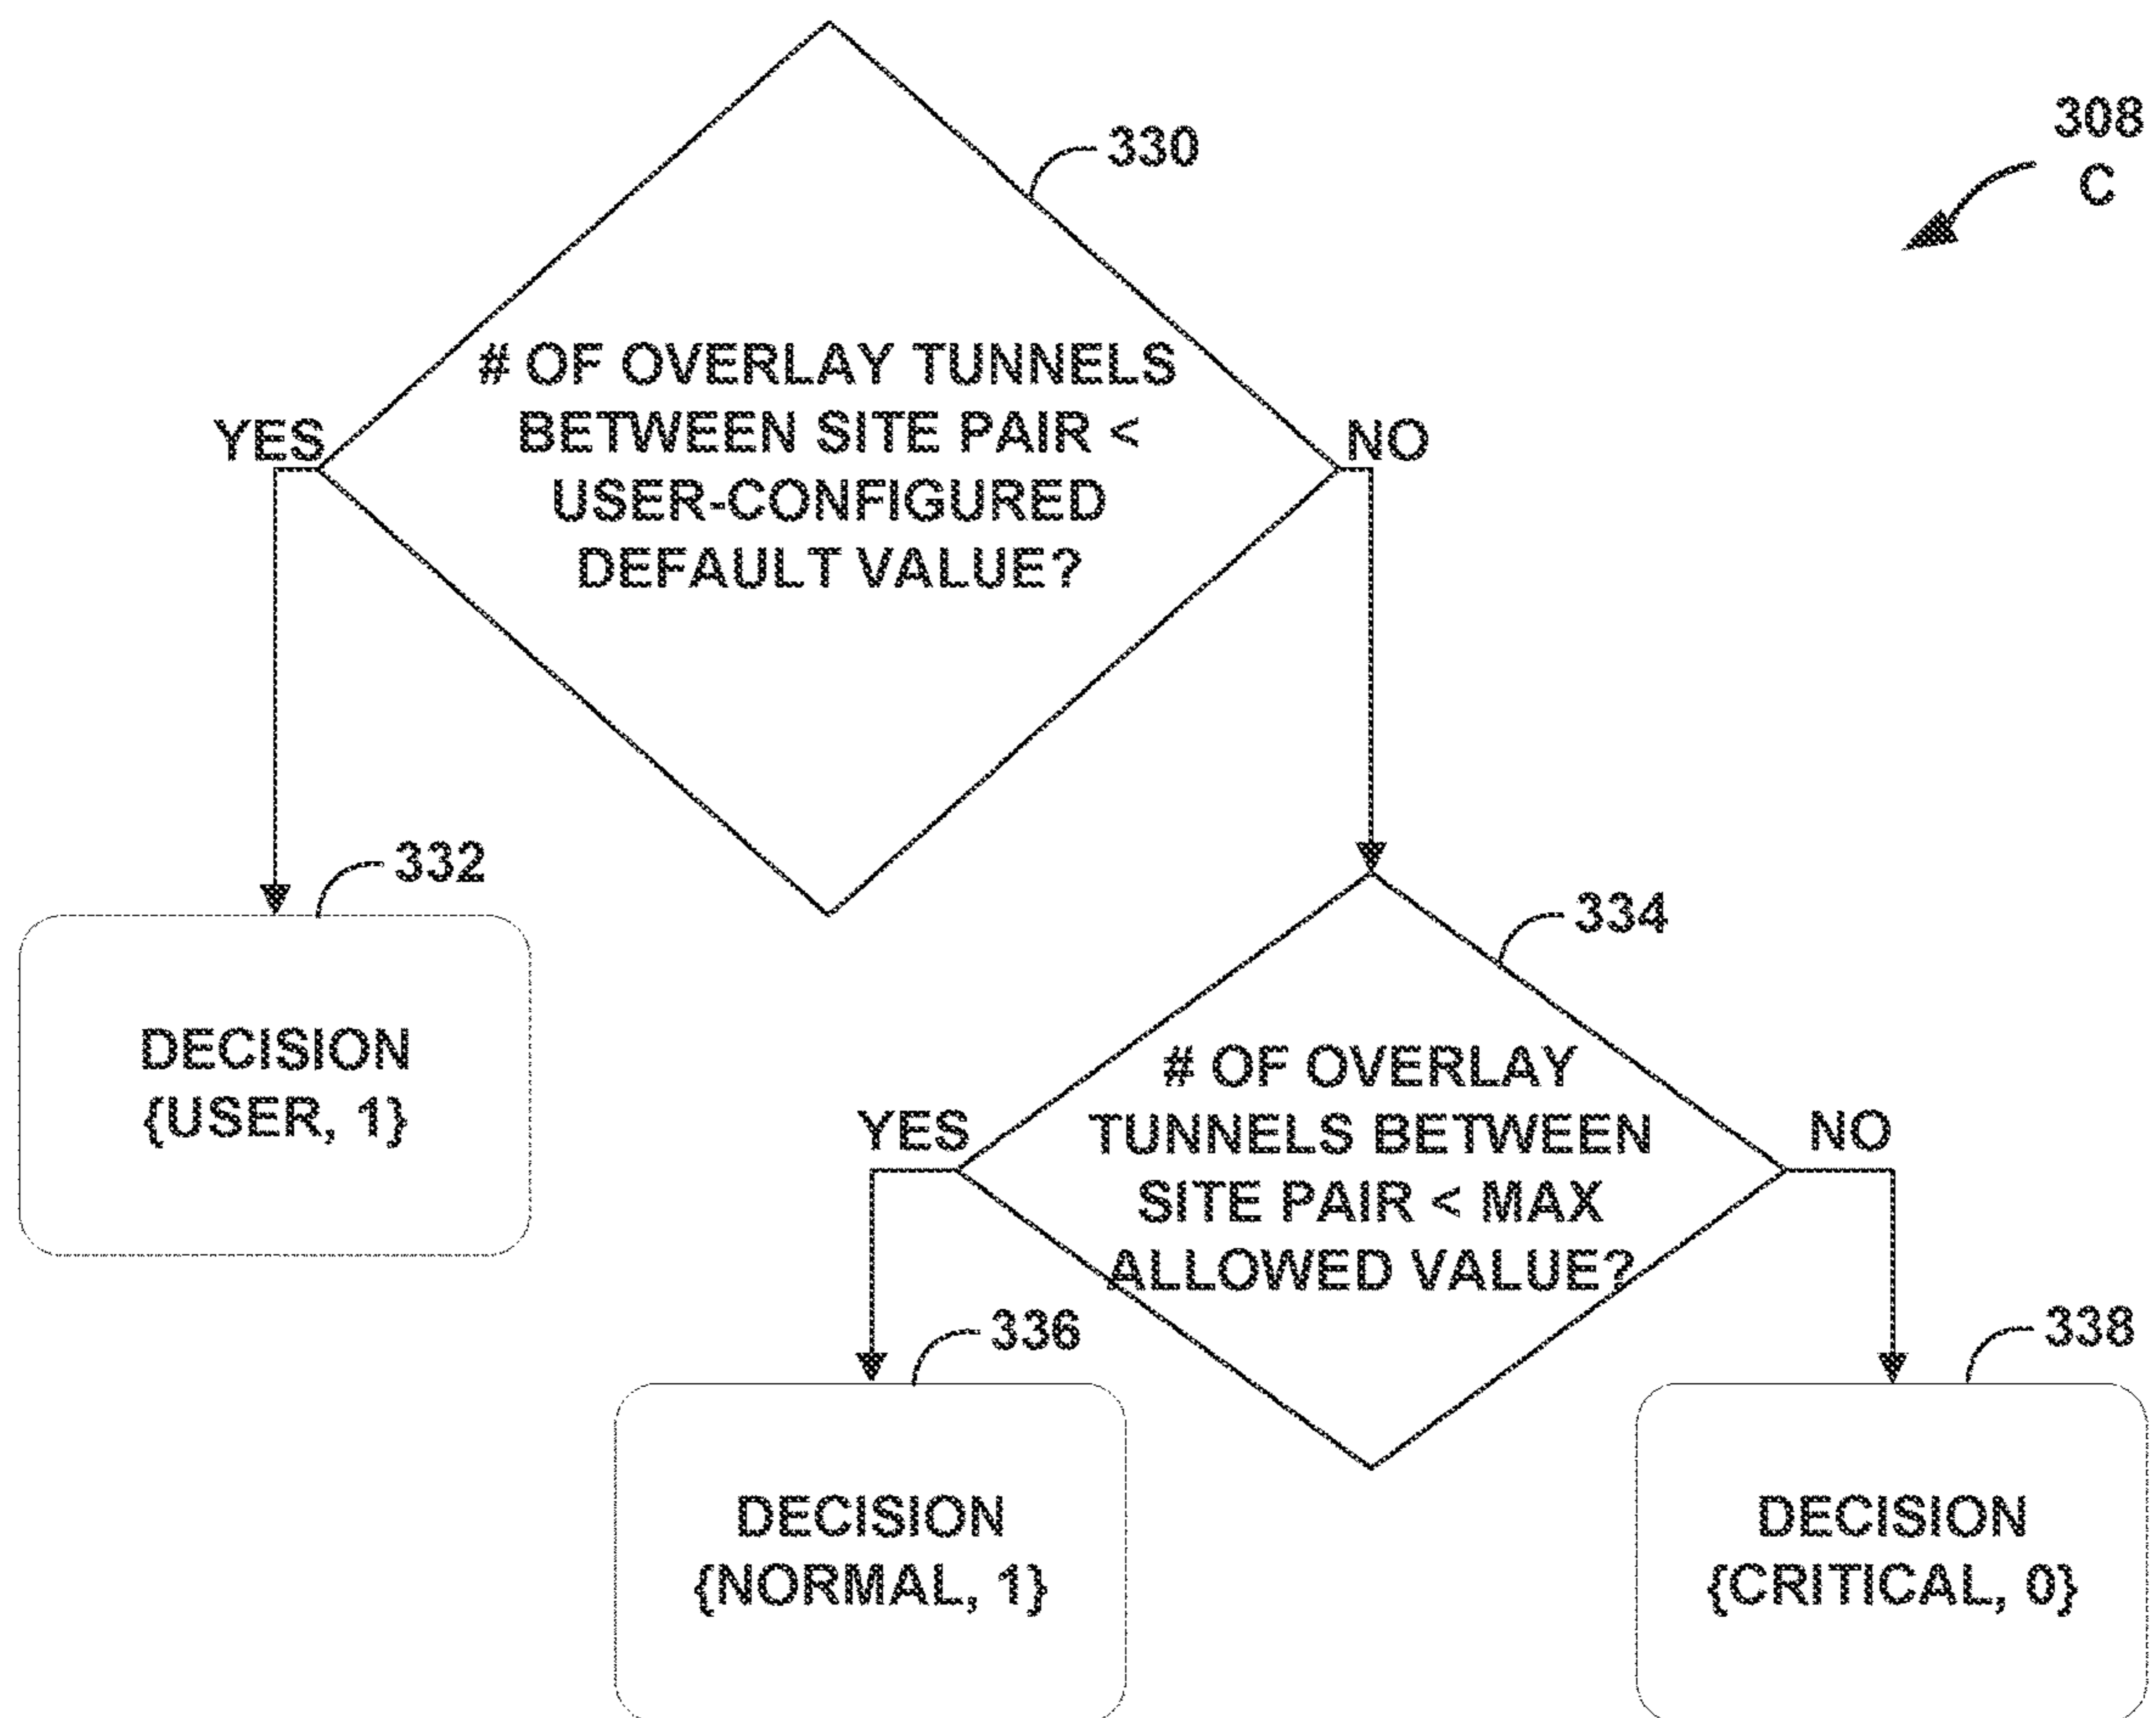 308
C
330
# OF OVERLAY TUNNELS
BETWEEN SITE PAIR <
USER-CONFIGURED
DEFAULT VALUE?
YES
NO
332
DECISION
{USER, 1}
334
# OF OVERLAY
TUNNELS BETWEEN
SITE PAIR < MAX
ALLOWED VALUE?
YES
NO
336
DECISION
{NORMAL, 1}
338
DECISION
{CRITICAL, 0}